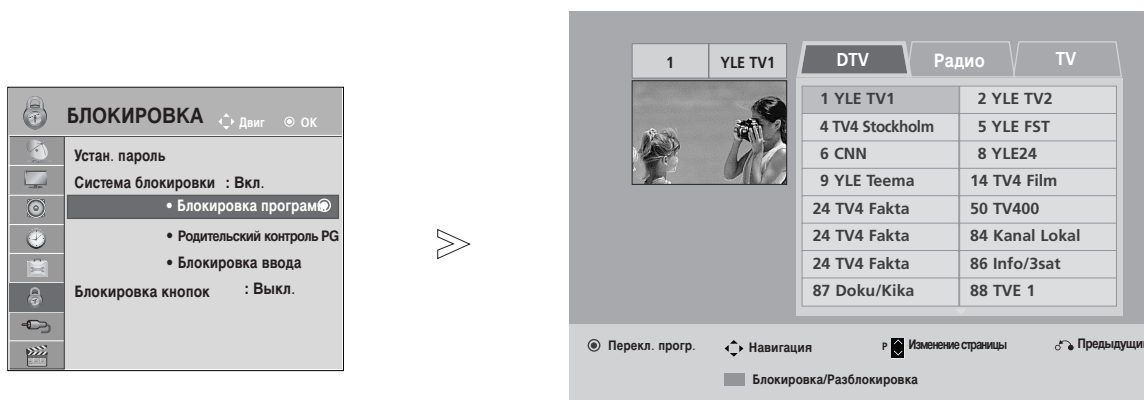 БЛОКИРОВКА Двиг OK
Устан. пароль
Система блокировки : Вкл.
• Блокировка программ
• Родительский контроль PG
• Блокировка ввода
Блокировка кнопок : Выкл.
1 YLE TV1
DTV Радио TV
1 YLE TV1 2 YLE TV2
4 TV4 Stockholm 5 YLE FST
6 CNN 8 YLE24
9 YLE Teema 14 TV4 Film
24 TV4 Fakta 50 TV400
24 TV4 Fakta 84 Kanal Lokal
24 TV4 Fakta 86 Info/3sat
87 Doku/Kika 88 TVE 1
Перекл. прогр. Навигация P Изменение страницы Предыдущи
Блокировка/Разблокировка